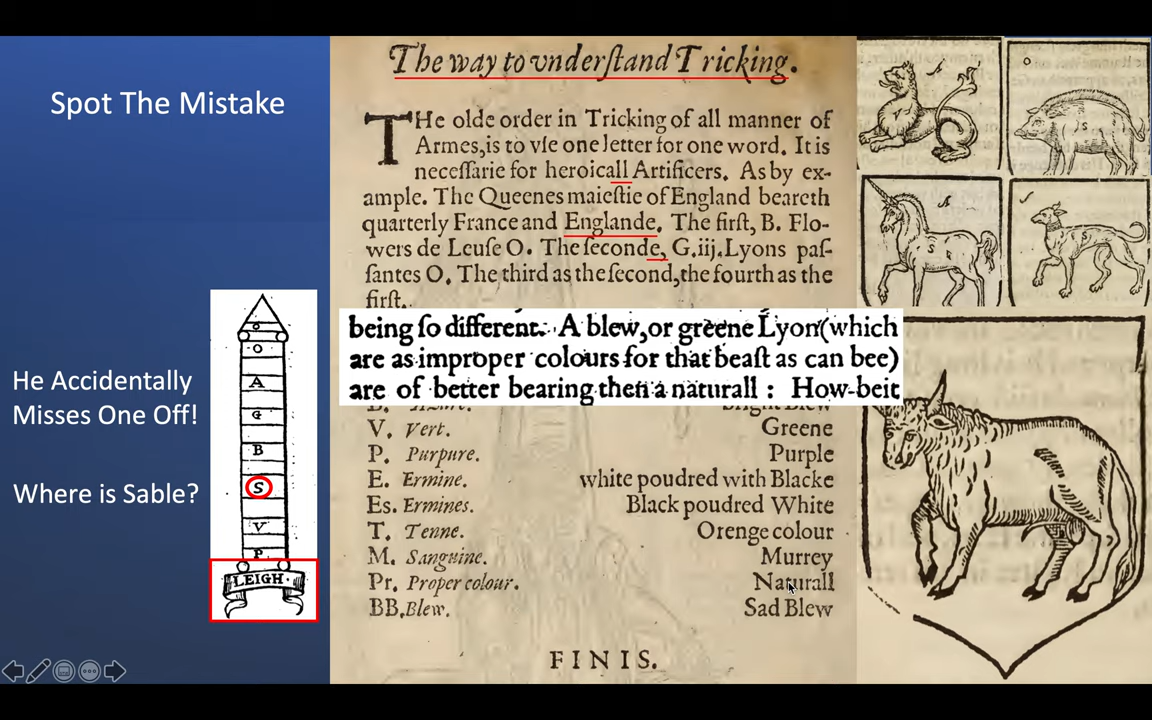 Spot The Mistake
He Accidentally
Misses One Off!
Where is Sable?
O
O
A
G
B
S
V
P
LEIGH
The way to vnderſtand Tricking.
THe olde order in Tricking of all manner of
Armes,is to vſe one letter for one word. It is
neceſſarie for heroicall Artificers. As by ex-
ample. The Queenes maieſtie of England beareth
quarterly France and Englande. The firſt, B. Flo-
wers de Leuſe O. The ſeconde, G.iij.Lyons paſ-
ſantes O. The third as the ſecond,the fourth as the
firſt.
being ſo different. A blew,or greene Lyon(which
are as improper colours for that beaſt as can bee)
are of better bearing then a naturall : How-beit
V. Vert. Greene
P. Purpure. Purple
E. Ermine. white poudred with Blacke
Es. Ermines. Black poudred White
T. Tenne. Orenge colour
M. Sanguine. Murrey
Pr. Proper colour. Naturall
BB.Blew. Sad Blew
FINIS.